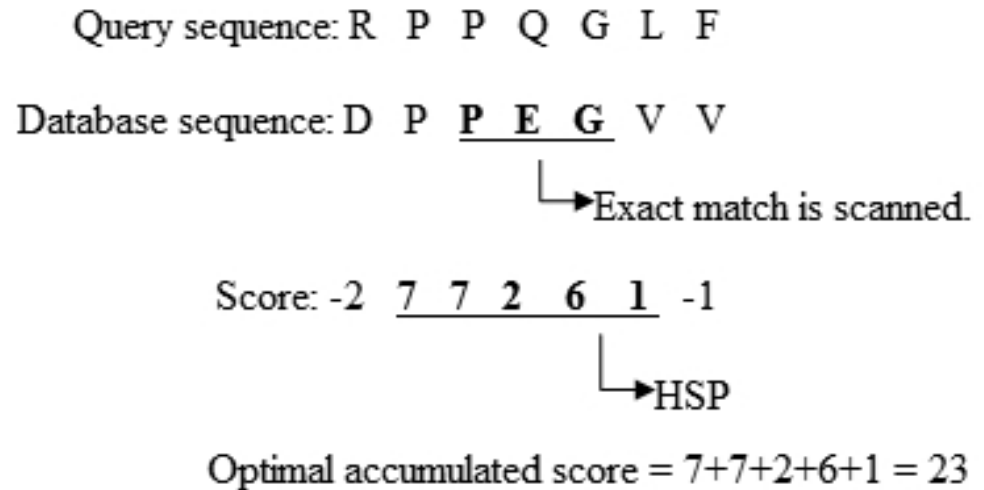 Query sequence: R P P Q G L F
Database sequence: D P P E G V V
Exact match is scanned.
Score: -2 7 7 2 6 1 -1
HSP
Optimal accumulated score = 7+7+2+6+1 = 23